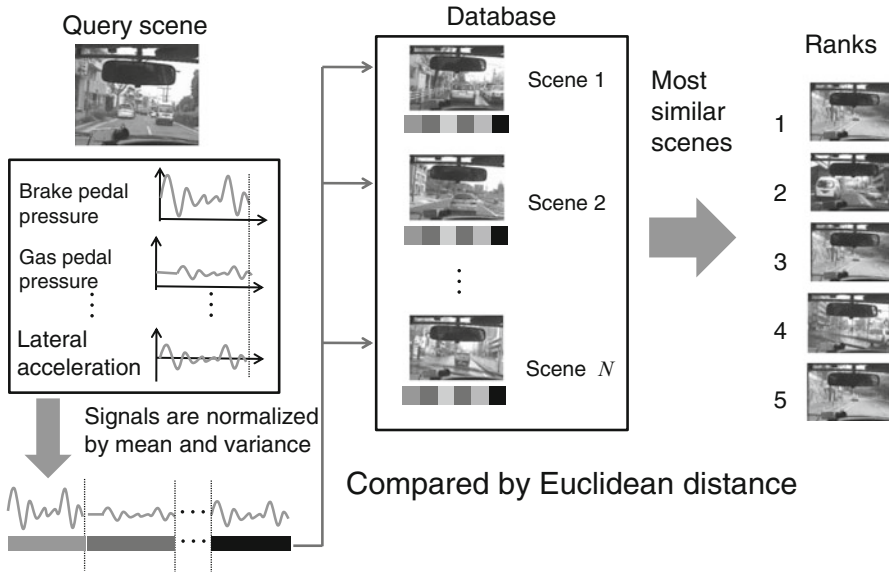 Query scene
Brake pedal
pressure
Gas pedal
pressure
Lateral
acceleration
Signals are normalized
by mean and variance
Database
Scene 1
Scene 2
Scene N
Compared by Euclidean distance
Most
similar
scenes
Ranks
1
2
3
4
5